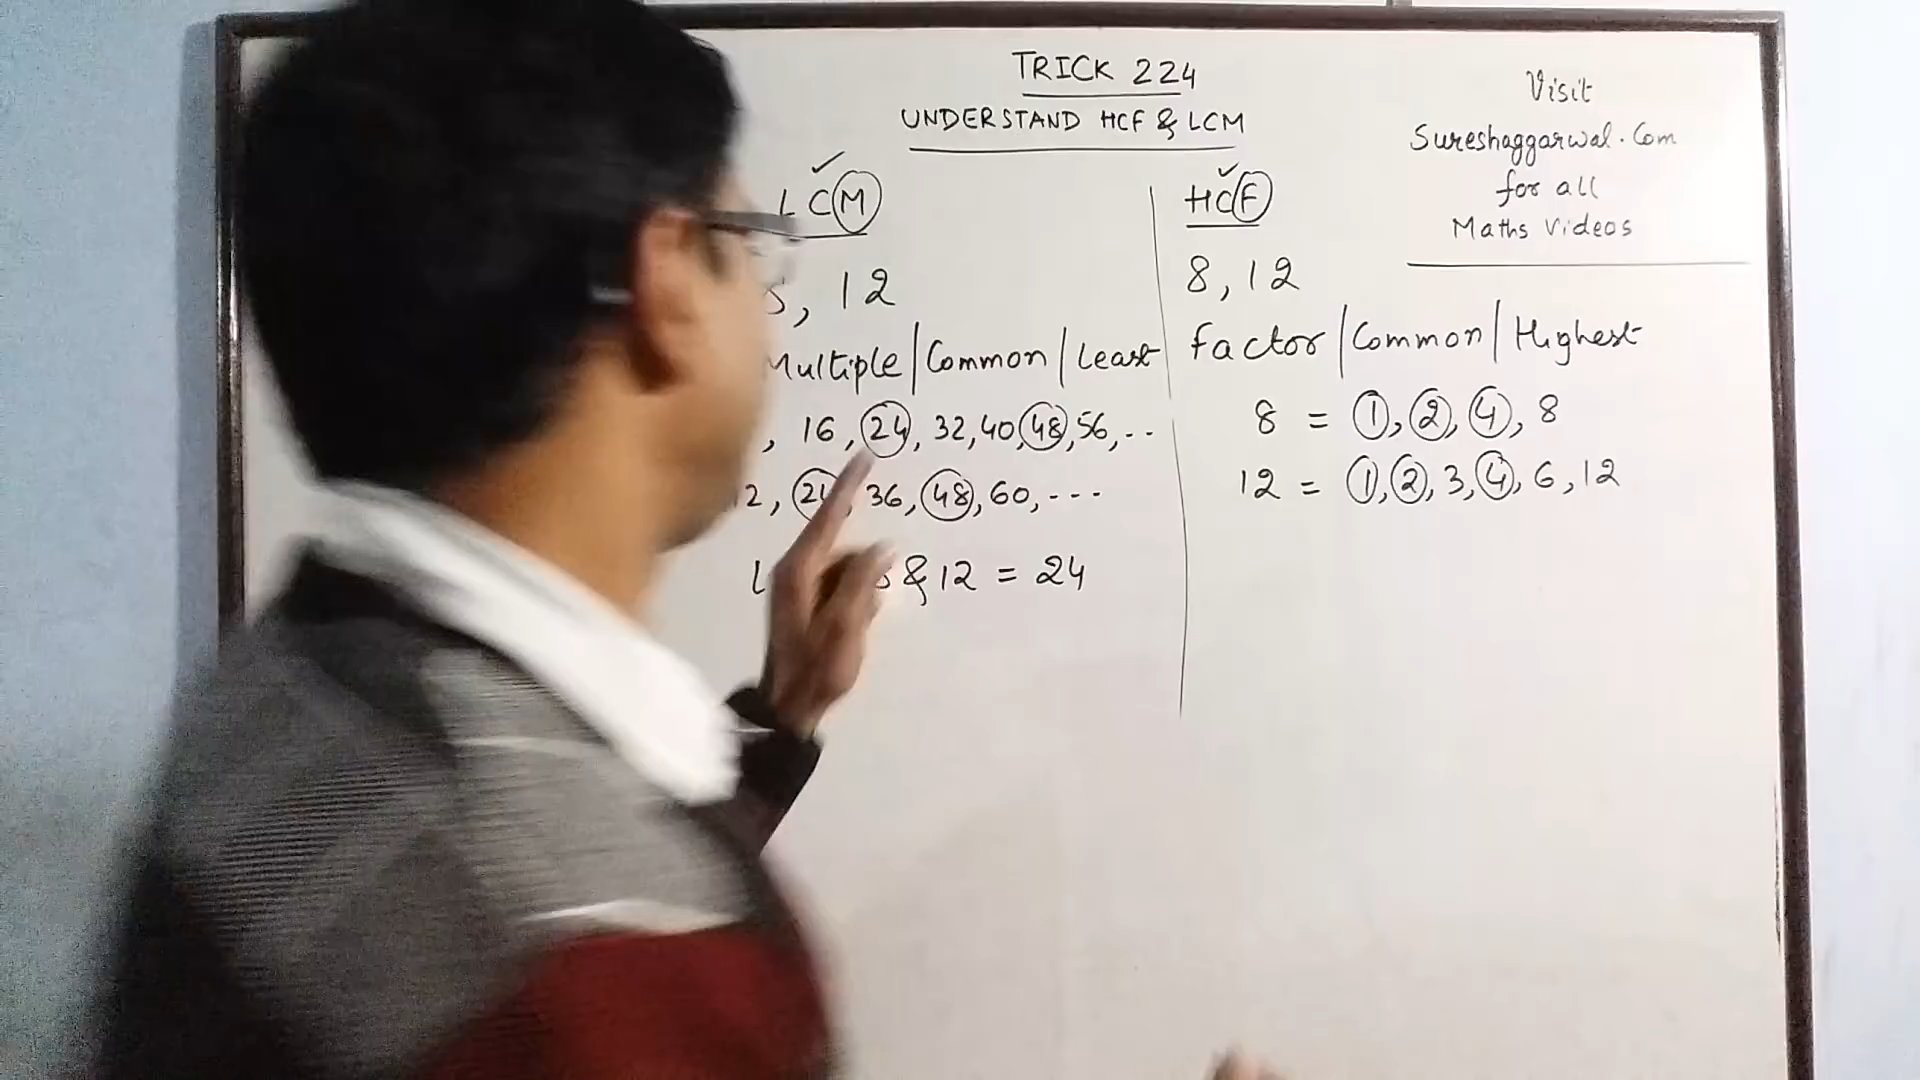 TRICK 224
UNDERSTAND HCF & LCM
Visit
Sureshaggarwal.Com
for all
Maths Videos
LCM
, 12
Multiple/Common/Least
, 16, 24, 32, 40, 48, 56, ..
2, 24, 36, 48, 60, ---
& 12 = 24
HCF
8, 12
Factor/Common/Highest
8 = 1, 2, 4, 8
12 = 1, 2, 3, 4, 6, 12